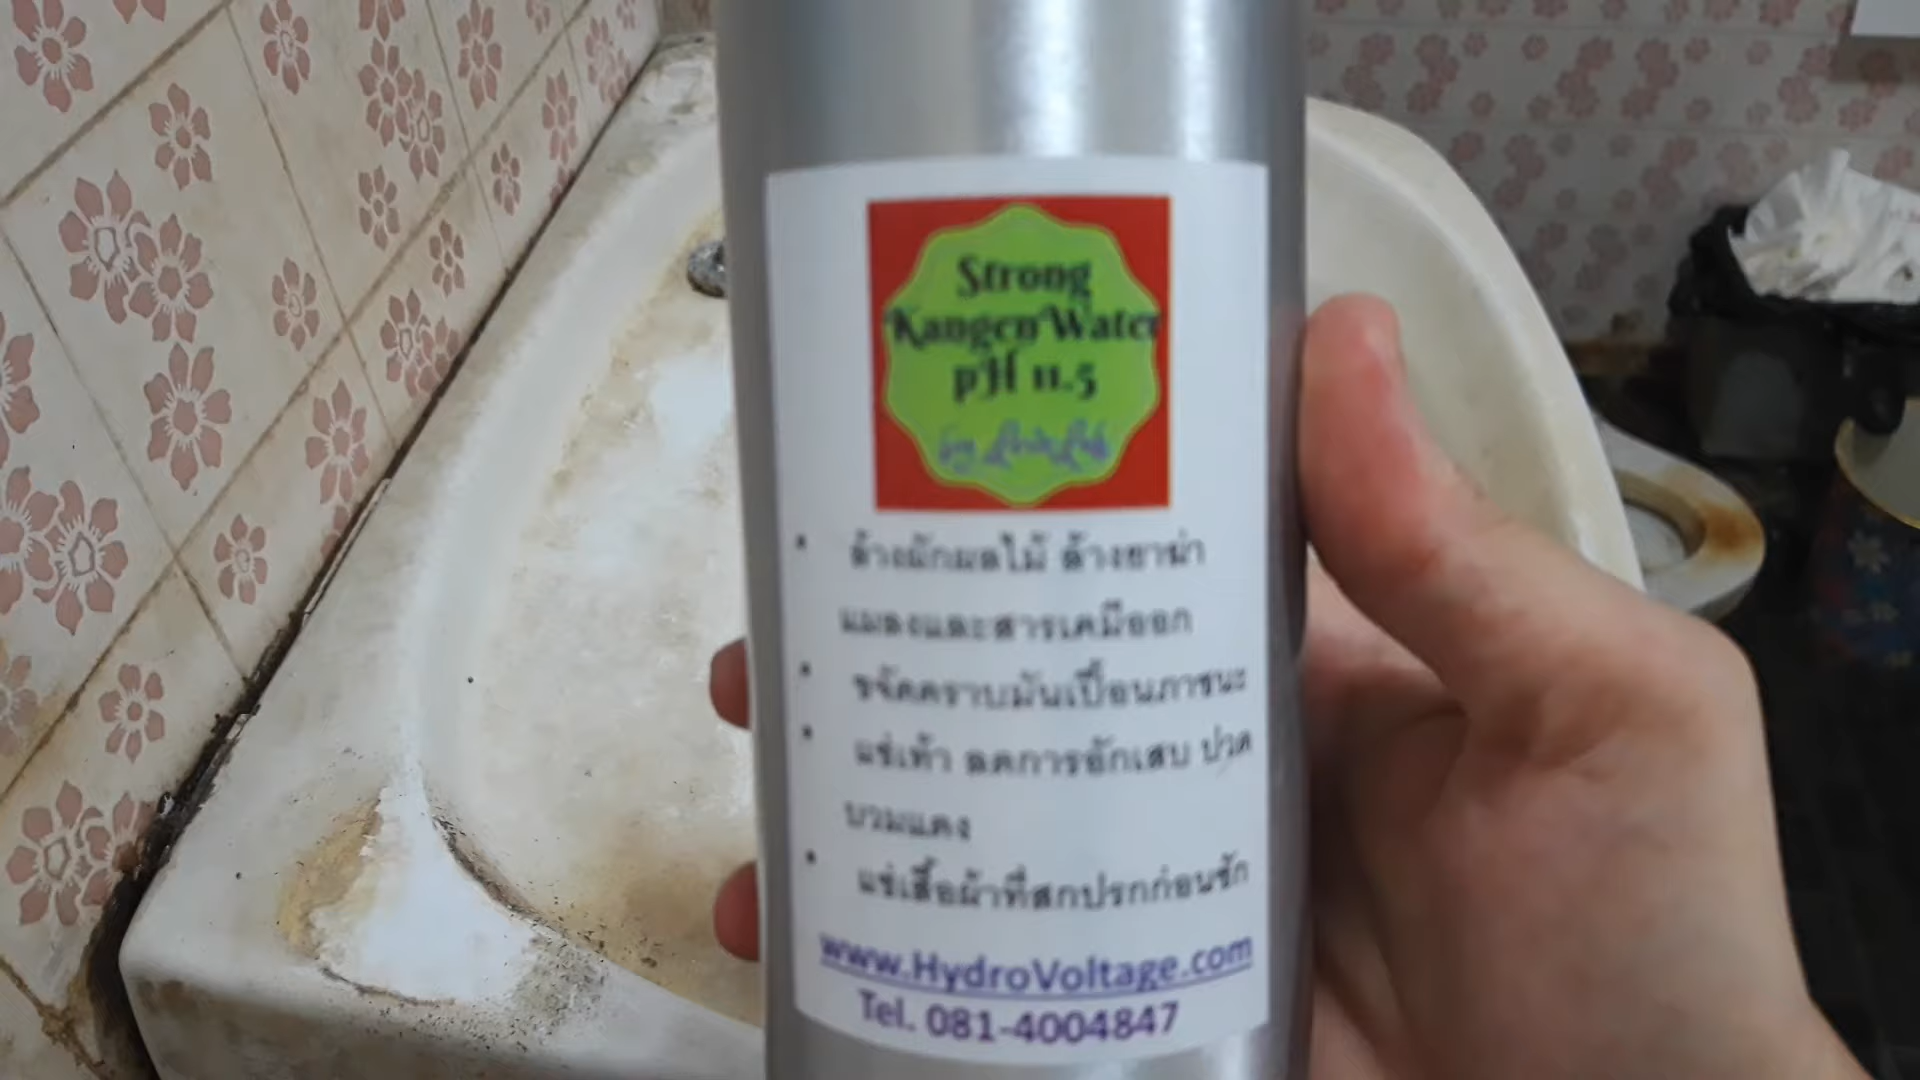 Strong
Kangen Water
pH 11.5
by
• ล้างผักผลไม้ ล้างยาฆ่า
แมลงและสารเคมีออก
• ขจัดคราบมันเปื้อนภาชนะ
• แช่เท้า ลดการอักเสบ ปวด
บวมแดง
• แช่เสื้อผ้าที่สกปรกก่อนซัก
www.HydroVoltage.com
Tel. 081-4004847